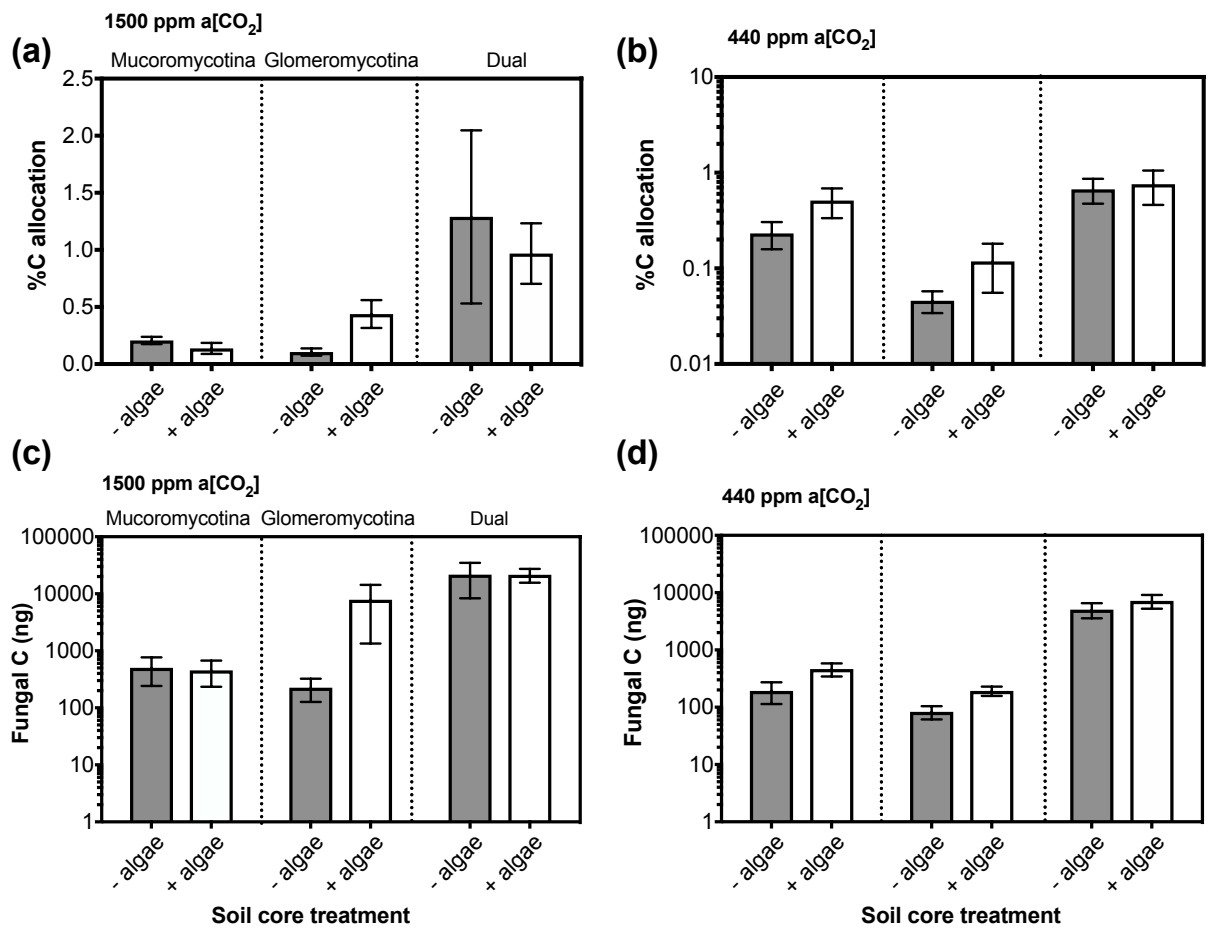 (a)
1500 ppm a[CO₂]
Mucoromycotina Glomeromycotina Dual
%C allocation
2.5
2.0
1.5
1.0
0.5
0.0
- algae
+ algae
- algae
+ algae
- algae
+ algae
(b)
440 ppm a[CO₂]
%C allocation
10
1
0.1
0.01
- algae
+ algae
- algae
+ algae
- algae
+ algae
(c)
1500 ppm a[CO₂]
Mucoromycotina Glomeromycotina Dual
Fungal C (ng)
100000
10000
1000
100
10
1
- algae
+ algae
- algae
+ algae
- algae
+ algae
Soil core treatment
(d)
440 ppm a[CO₂]
Fungal C (ng)
100000
10000
1000
100
10
1
- algae
+ algae
- algae
+ algae
- algae
+ algae
Soil core treatment